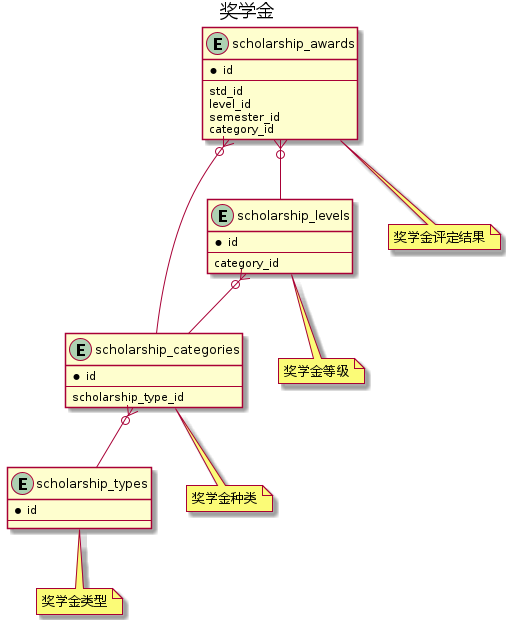 奖学金
E scholarship_awards
id
std_id
level_id
semester_id
category_id
E scholarship_levels
id
category_id
奖学金评定结果
E scholarship_categories
id
scholarship_type_id
奖学金等级
E scholarship_types
id
奖学金种类
奖学金类型